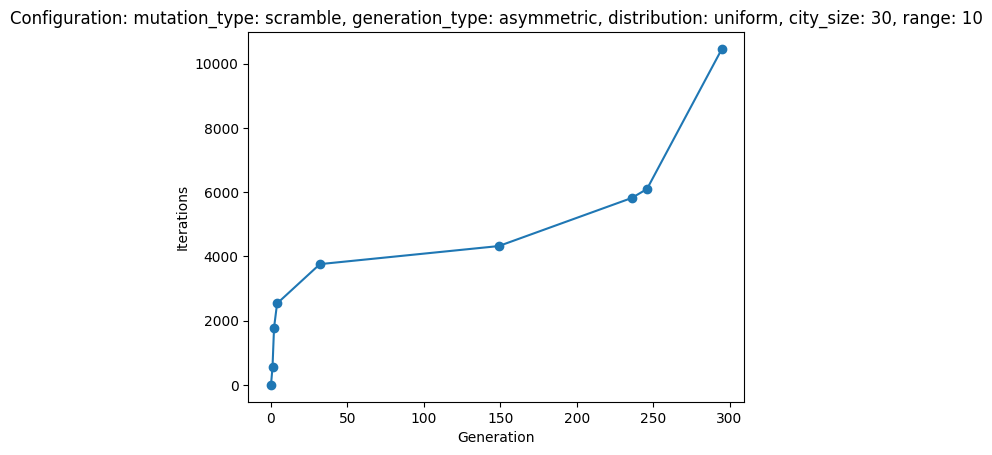 Configuration: mutation_type: scramble, generation_type: asymmetric, distribution: uniform, city_size: 30, range: 10
10000
8000
6000
4000
2000
0
Iterations
0 50 100 150 200 250 300
Generation